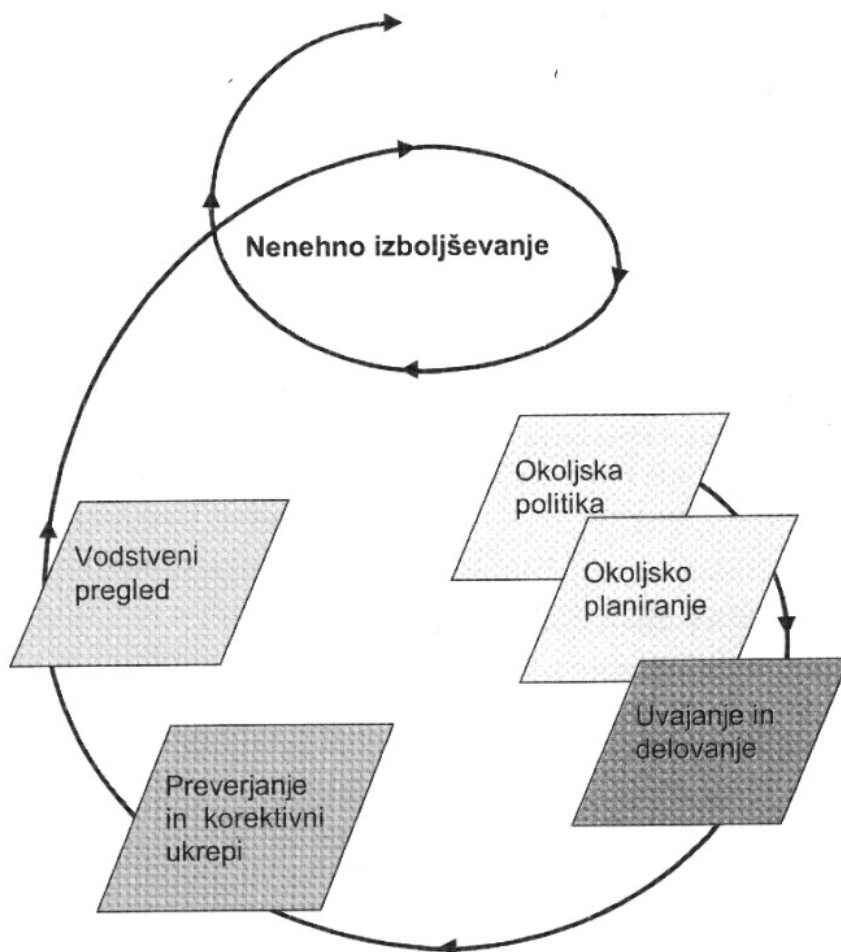 Nenehno izboljševanje
Okoljska
politika
Okoljsko
planiranje
Uvajanje in
delovanje
Preverjanje
in korektivni
ukrepi
Vodstveni
pregled